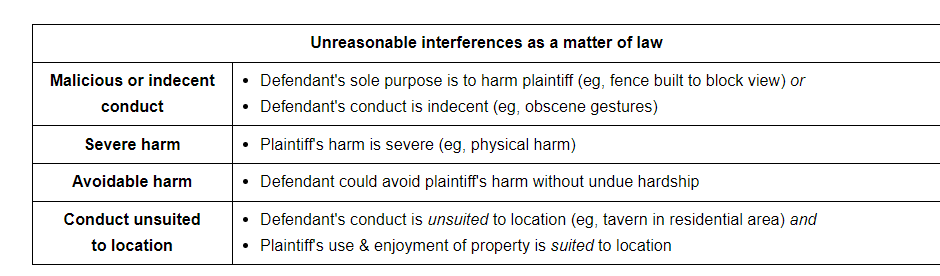 Unreasonable interferences as a matter of law
Malicious or indecent
conduct
• Defendant's sole purpose is to harm plaintiff (eg, fence built to block view) or
• Defendant's conduct is indecent (eg, obscene gestures)
Severe harm
• Plaintiff's harm is severe (eg, physical harm)
Avoidable harm
• Defendant could avoid plaintiff's harm without undue hardship
Conduct unsuited
to location
• Defendant's conduct is unsuited to location (eg, tavern in residential area) and
• Plaintiff's use & enjoyment of property is suited to location